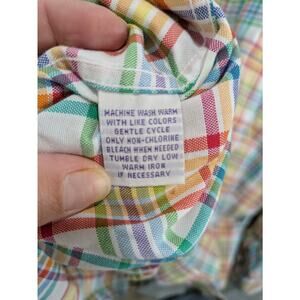 MACHINE WASH WARM
WITH LIKE COLORS
GENTLE CYCLE
ONLY NON-CHLORINE
BLEACH WHEN NEEDED
TUMBLE DRY LOW
WARM IRON
IF NECESSARY